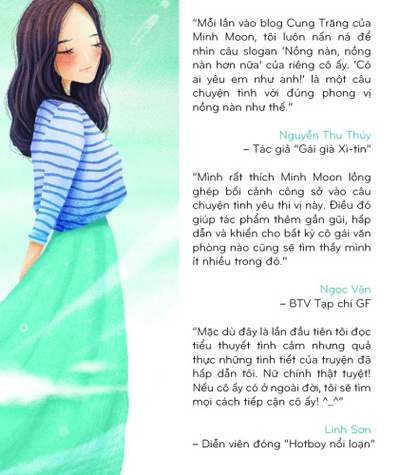 “Mỗi lần vào blog Cung Trăng của
Minh Moon, tôi luôn nấn ná để
nhìn câu slogan ‘Nồng nàn, nồng
nàn hơn nữa’ của riêng cô ấy. ‘Có
ai yêu em như anh!’ là một câu
chuyện tình với đúng phong vị
nồng nàn như thế.”
Nguyễn Thu Thủy
– Tác giả “Gái già Xì-tin”
“Mình rất thích Minh Moon lồng
ghép bối cảnh công sở vào câu
chuyện tình yêu thi vị này. Điều đó
giúp tác phẩm thêm gần gũi, hấp
dẫn và khiến cho bất kỳ cô gái văn
phòng nào cũng sẽ tìm thấy mình
ít nhiều trong đó.”
Ngọc Vân
– BTV Tạp chí GF
“Mặc dù đây là lần đầu tiên tôi đọc
tiểu thuyết tình cảm nhưng quả
thực những tình tiết của truyện đã
hấp dẫn tôi. Nữ chính thật tuyệt!
Nếu cô ấy có ở ngoài đời, tôi sẽ tìm
mọi cách tiếp cận cô ấy! ^_^”
Linh Sơn
– Diễn viên đóng “Hotboy nổi loạn”